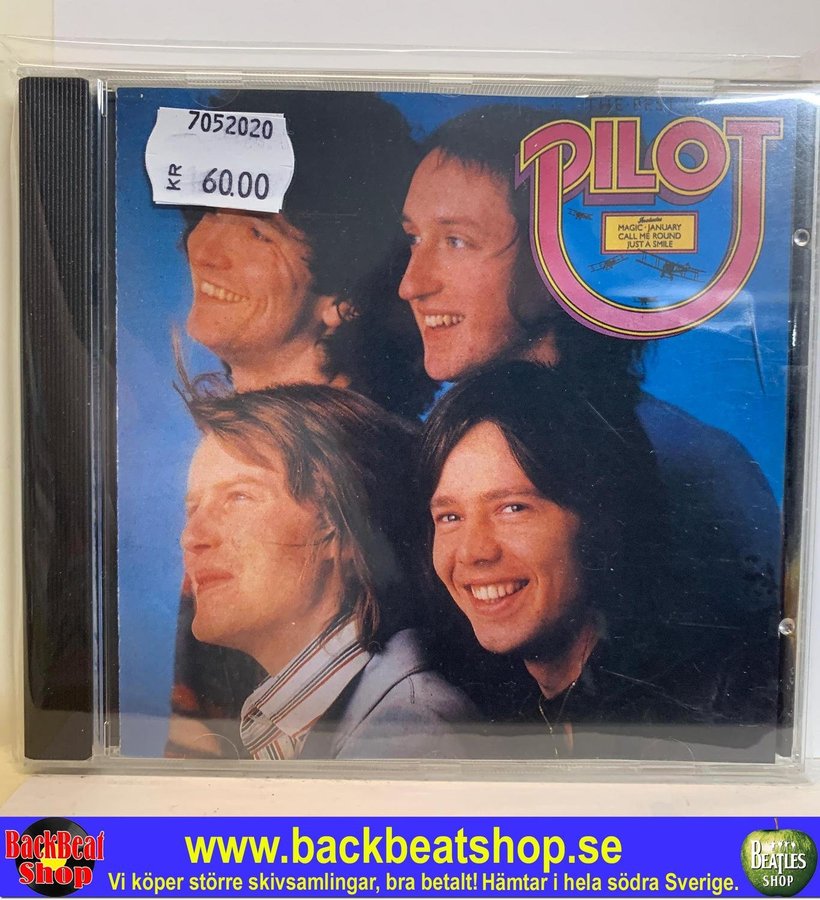 7052020
KR 60.00
THE BEST
PILOT
Includes
MAGIC · JANUARY
CALL ME ROUND
JUST A SMILE
BackBeat
Shop
www.backbeatshop.se
Vi köper större skivsamlingar, bra betalt! Hämtar i hela södra Sverige.
BEATLES
SHOP